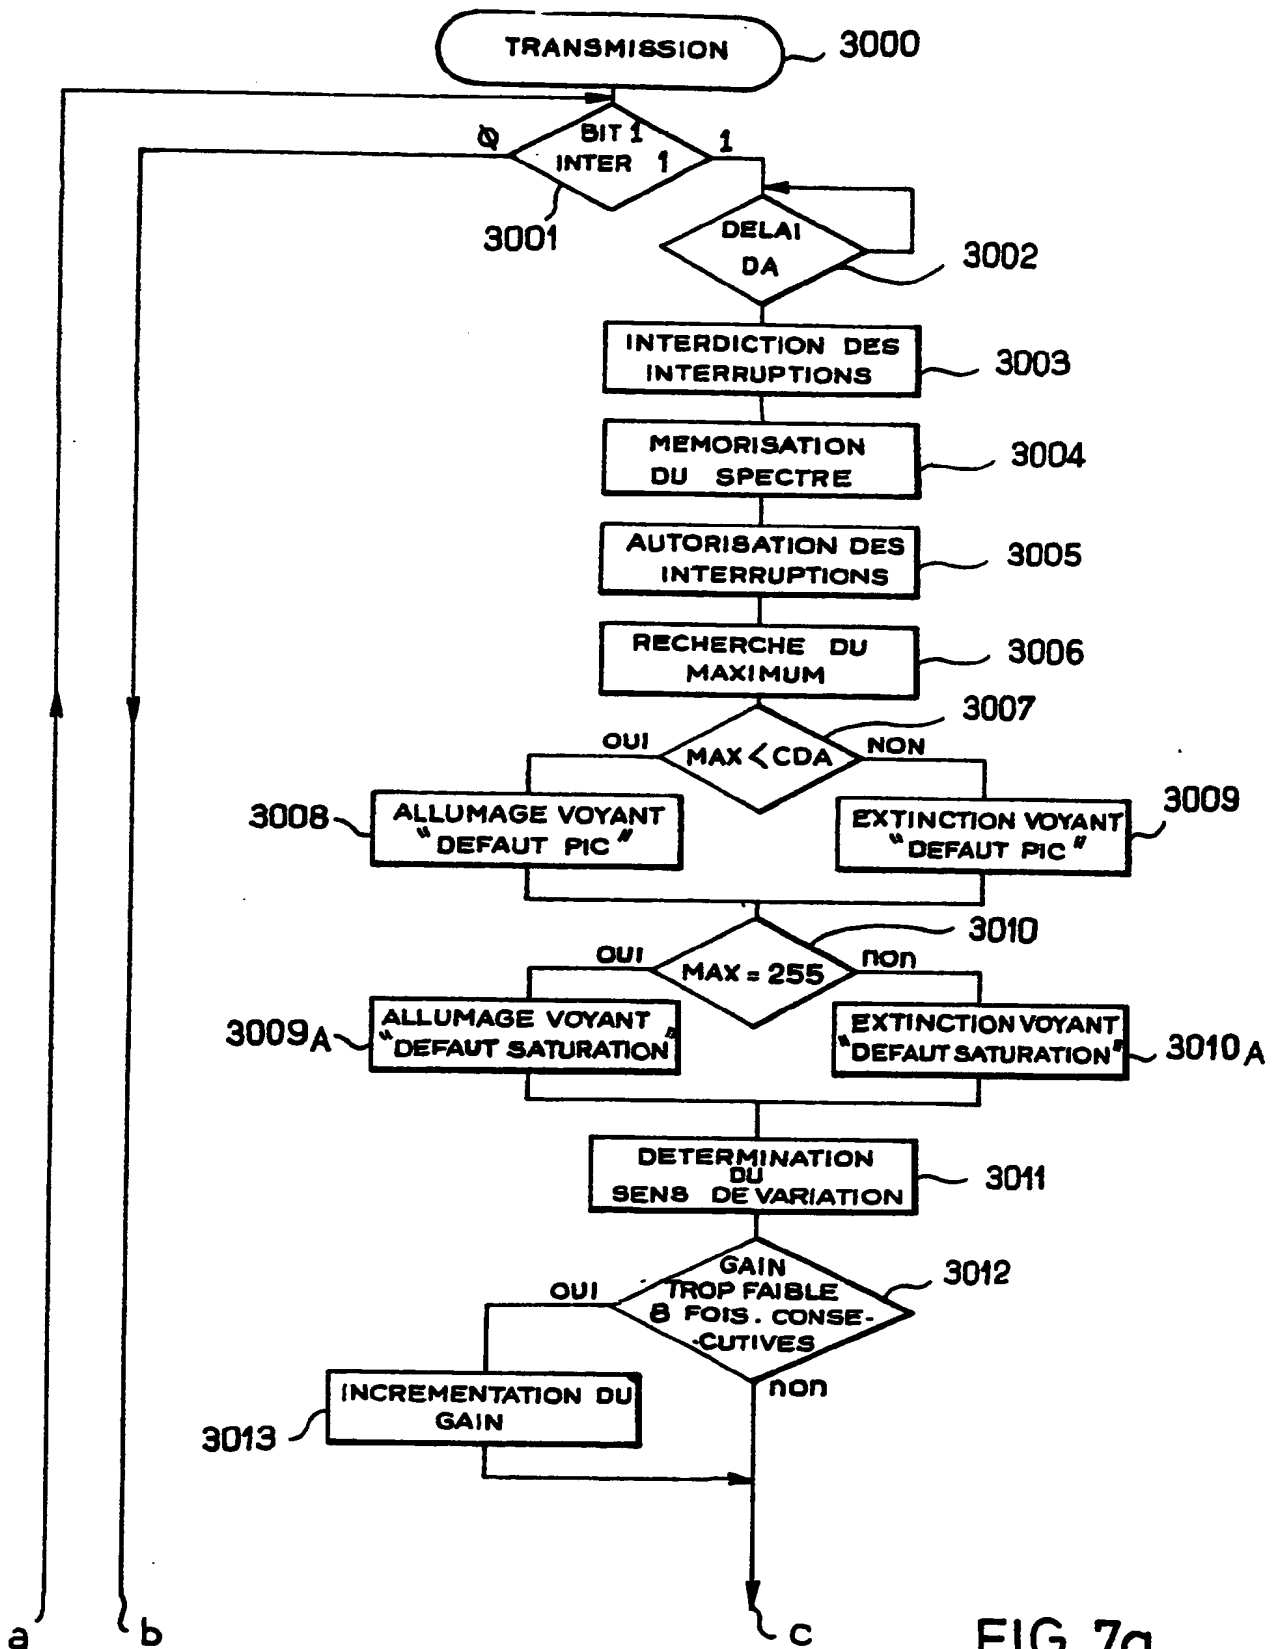 TRANSMISSION
3000
Ø
BIT 1
INTER 1
1
3001
DELAI
DA
3002
INTERDICTION DES
INTERRUPTIONS
3003
MEMORISATION
DU SPECTRE
3004
AUTORISATION DES
INTERRUPTIONS
3005
RECHERCHE DU
MAXIMUM
3006
3007
OUI
MAX < CDA
NON
3008
ALLUMAGE VOYANT
"DEFAUT PIC"
EXTINCTION VOYANT
"DEFAUT PIC"
3009
3010
OUI
MAX = 255
non
3009A
ALLUMAGE VOYANT
"DEFAUT SATURATION"
EXTINCTION VOYANT
"DEFAUT SATURATION"
3010A
DETERMINATION
DU
SENS DE VARIATION
3011
OUI
GAIN
TROP FAIBLE
8 FOIS. CONSE-
-CUTIVES
3012
non
INCREMENTATION DU
GAIN
3013
a
b
c
FIG. 7a